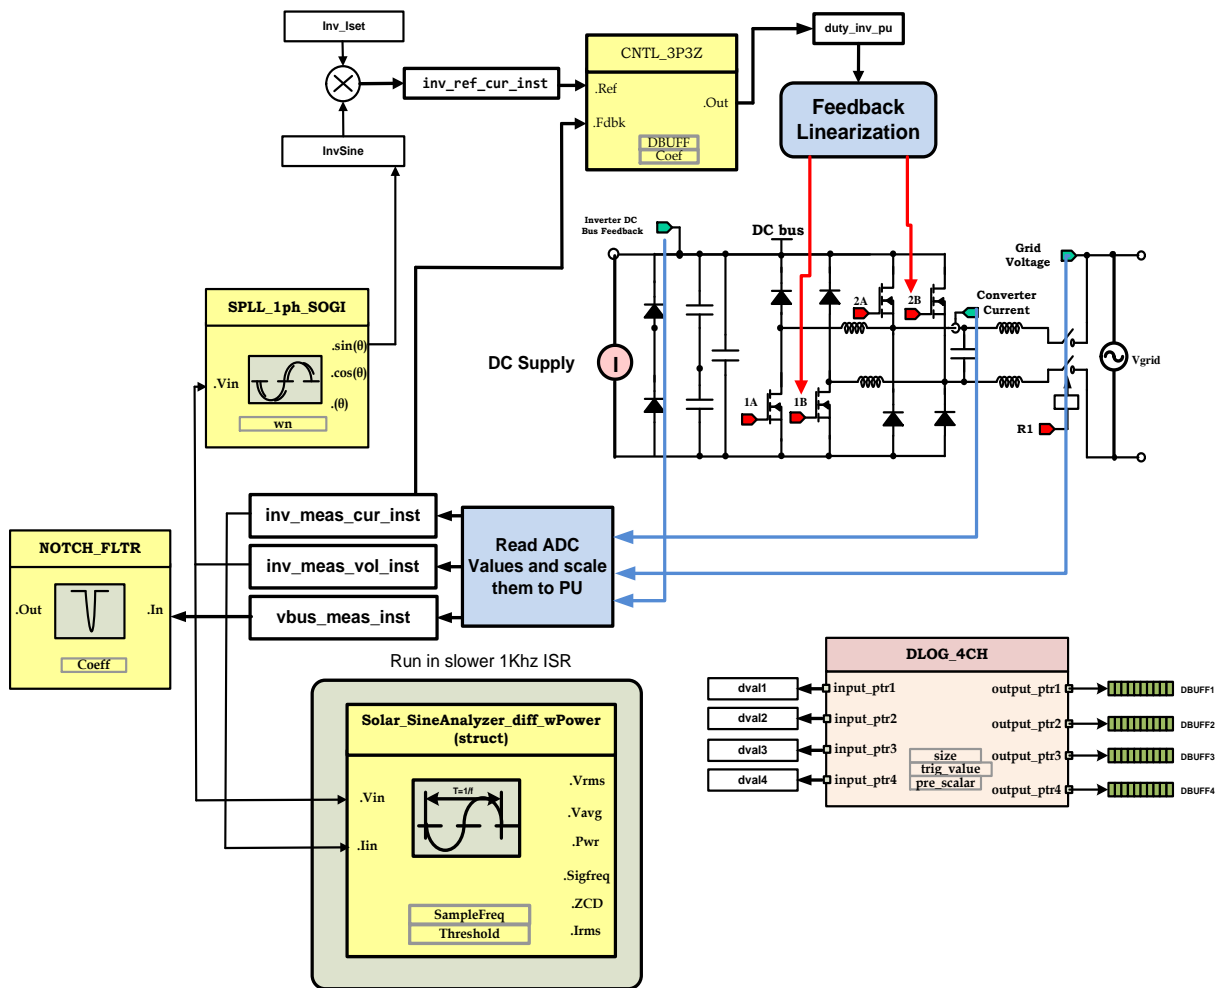 Inv_Iset
InvSine
inv_ref_cur_inst
CNTL_3P3Z
.Ref
.Out
.Fdbk
DBUFF
Coef
duty_inv_pu
Feedback
Linearization
Inverter DC
Bus Feedback
DC bus
Grid
Voltage
2A
2B
Converter
Current
DC Supply
I
1A
1B
R1
Vgrid
SPLL_1ph_SOGI
.sin(θ)
.Vin
.cos(θ)
.(θ)
wn
inv_meas_cur_inst
inv_meas_vol_inst
vbus_meas_inst
Read ADC
Values and scale
them to PU
NOTCH_FLTR
.Out
.In
Coeff
Run in slower 1Khz ISR
Solar_SineAnalyzer_diff_wPower
(struct)
.Vin
.Iin
T=1/f
.Vrms
.Vavg
.Pwr
.Sigfreq
.ZCD
.Irms
SampleFreq
Threshold
DLOG_4CH
dval1
dval2
dval3
dval4
input_ptr1
input_ptr2
input_ptr3
input_ptr4
size
trig_value
pre_scalar
output_ptr1
output_ptr2
output_ptr3
output_ptr4
DBUFF1
DBUFF2
DBUFF3
DBUFF4